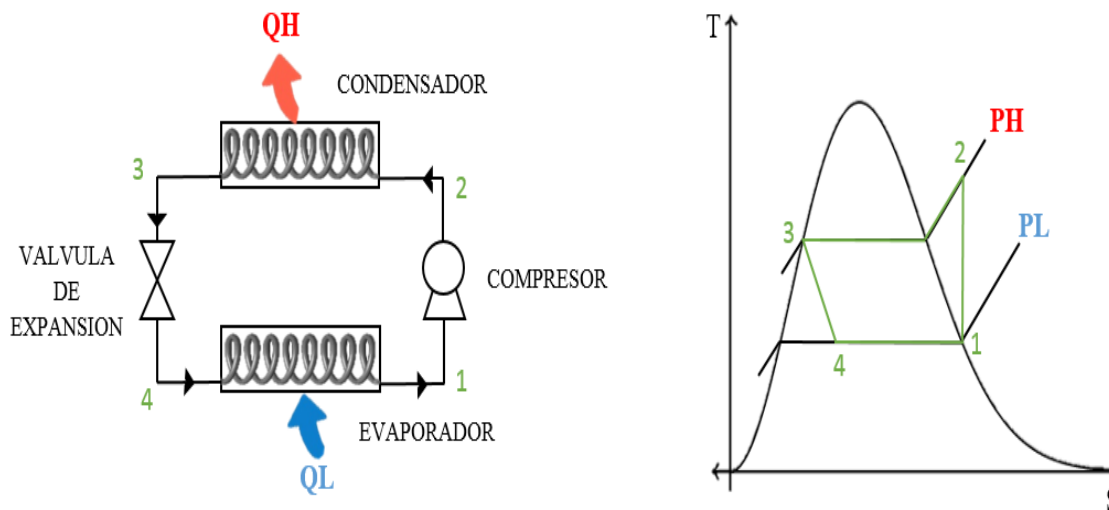 QH
CONDENSADOR
3
2
VALVULA
DE
EXPANSION
COMPRESOR
4
1
EVAPORADOR
QL
T
PH
2
3
PL
4
1
S